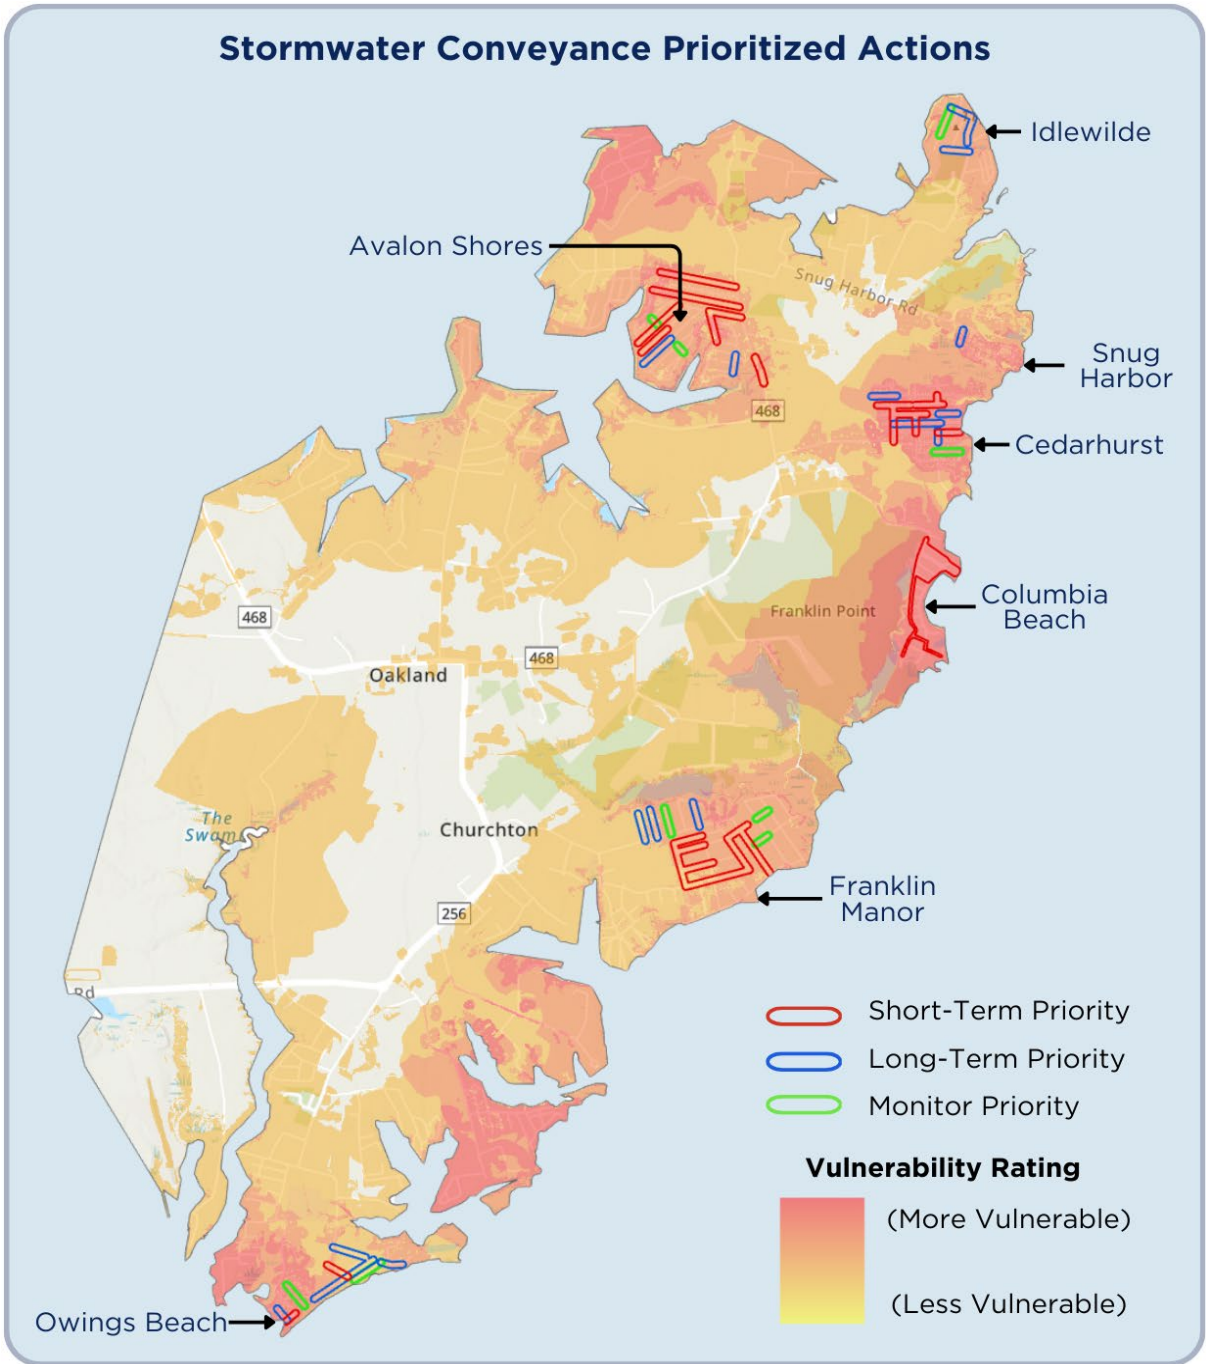 Stormwater Conveyance Prioritized Actions
Idlewilde
Avalon Shores
Snug Harbor Rd
Snug
Harbor
468
Cedarhurst
Columbia
Beach
Franklin Point
468
468
Oakland
The
Swamp
Churchton
Franklin
Manor
256
Rd
Short-Term Priority
Long-Term Priority
Monitor Priority
Vulnerability Rating
(More Vulnerable)
(Less Vulnerable)
Owings Beach